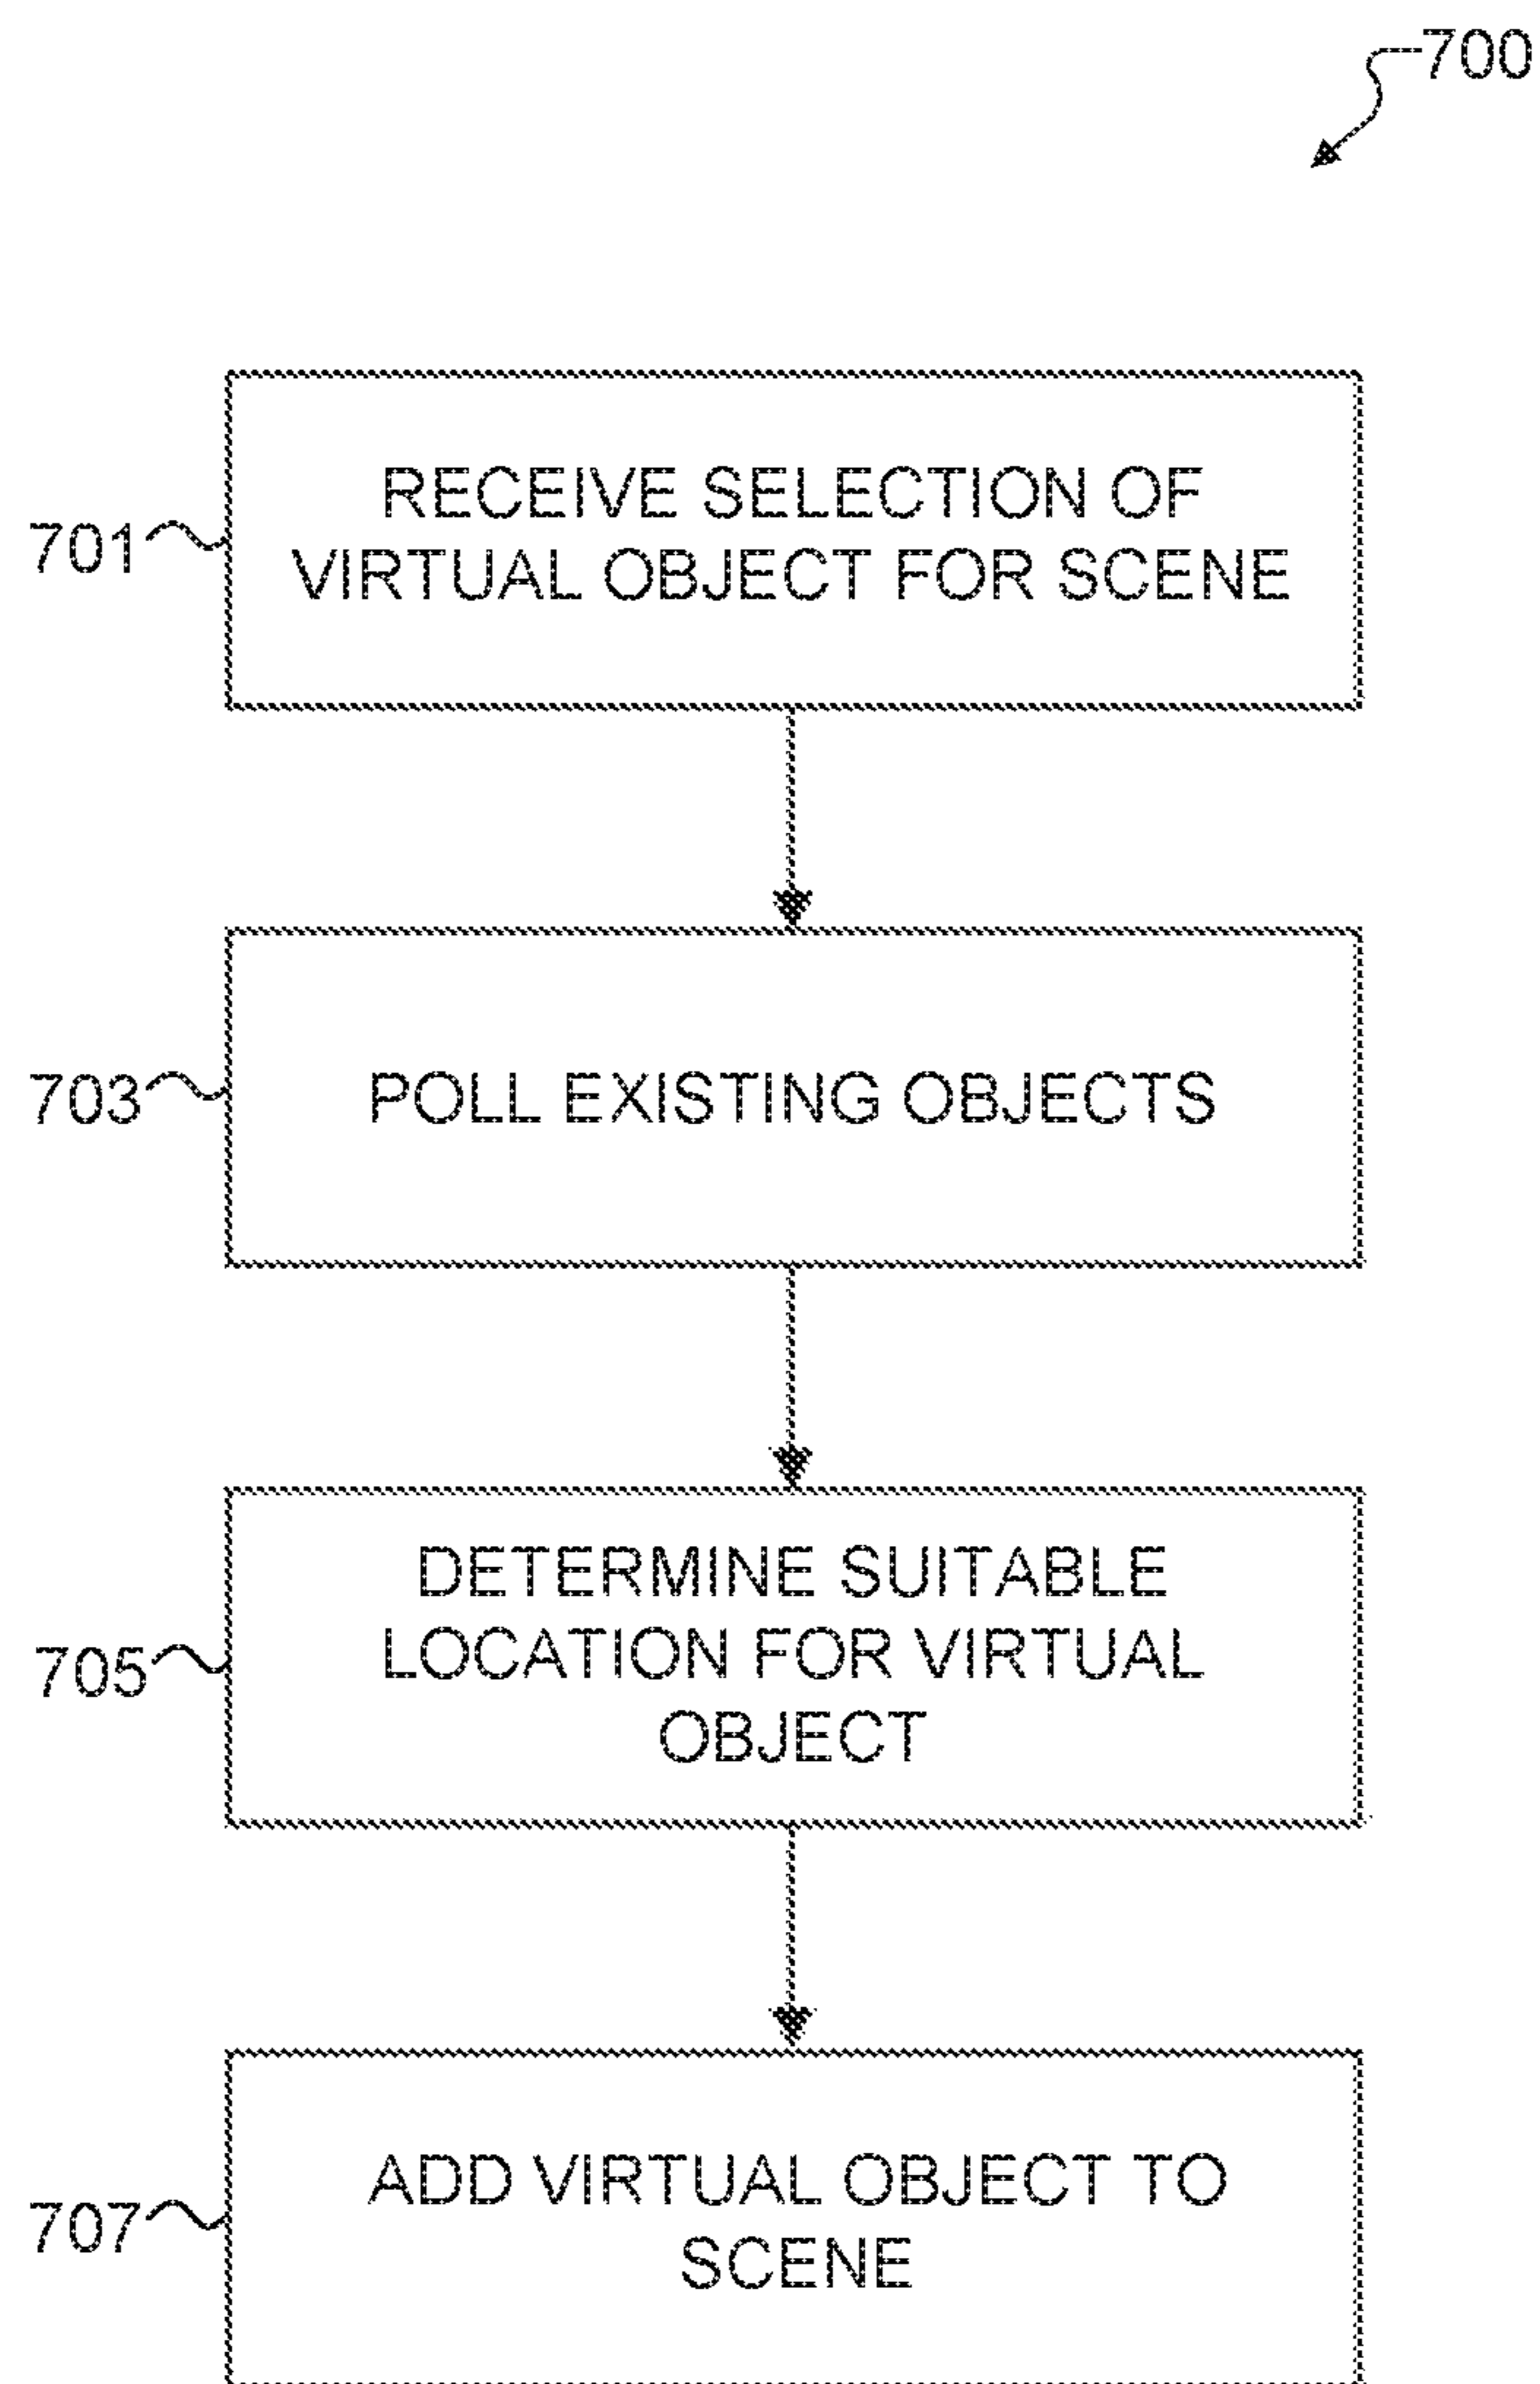 700
701
RECEIVE SELECTION OF
VIRTUAL OBJECT FOR SCENE
703
POLL EXISTING OBJECTS
705
DETERMINE SUITABLE
LOCATION FOR VIRTUAL
OBJECT
707
ADD VIRTUAL OBJECT TO
SCENE